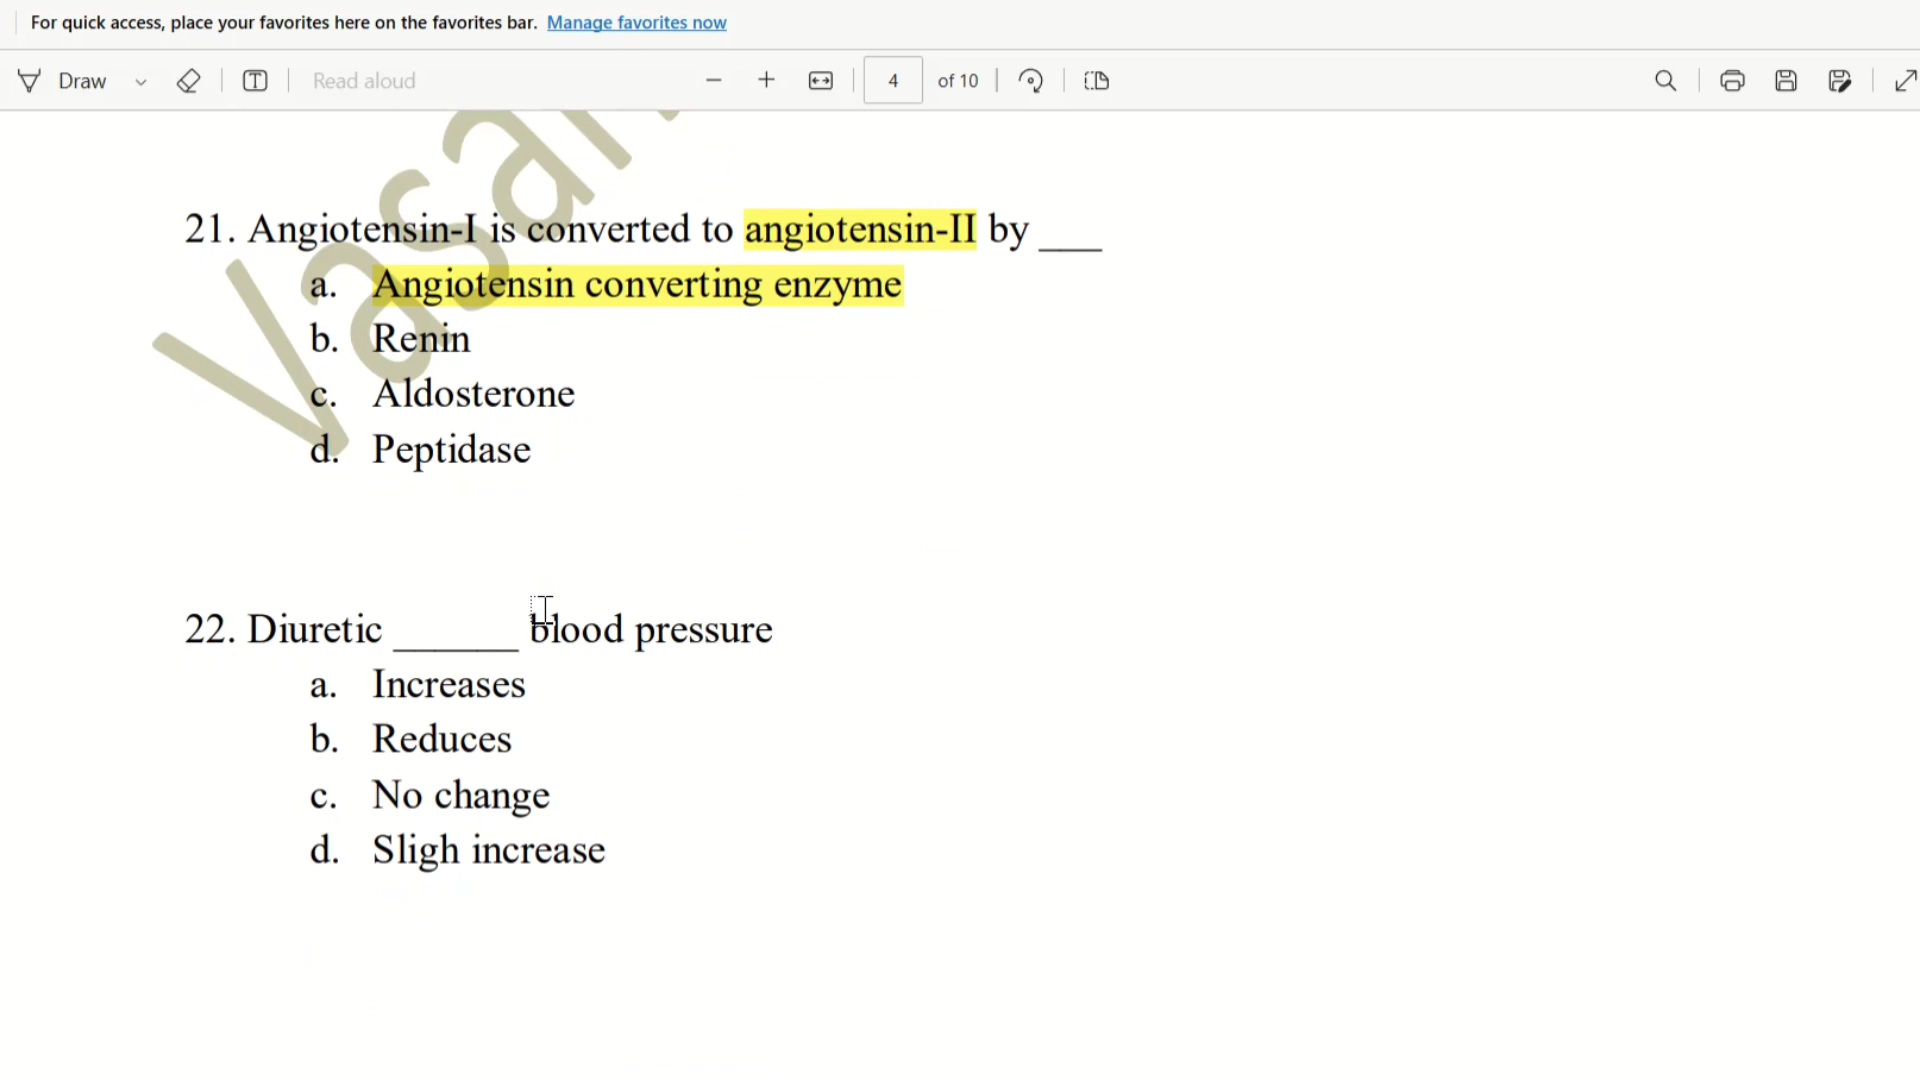 For quick access, place your favorites here on the favorites bar. Manage favorites now
Draw Read aloud 4 of 10
Vasan
21. Angiotensin-I is converted to angiotensin-II by ___
a. Angiotensin converting enzyme
b. Renin
c. Aldosterone
d. Peptidase
22. Diuretic ______ blood pressure
a. Increases
b. Reduces
c. No change
d. Sligh increase